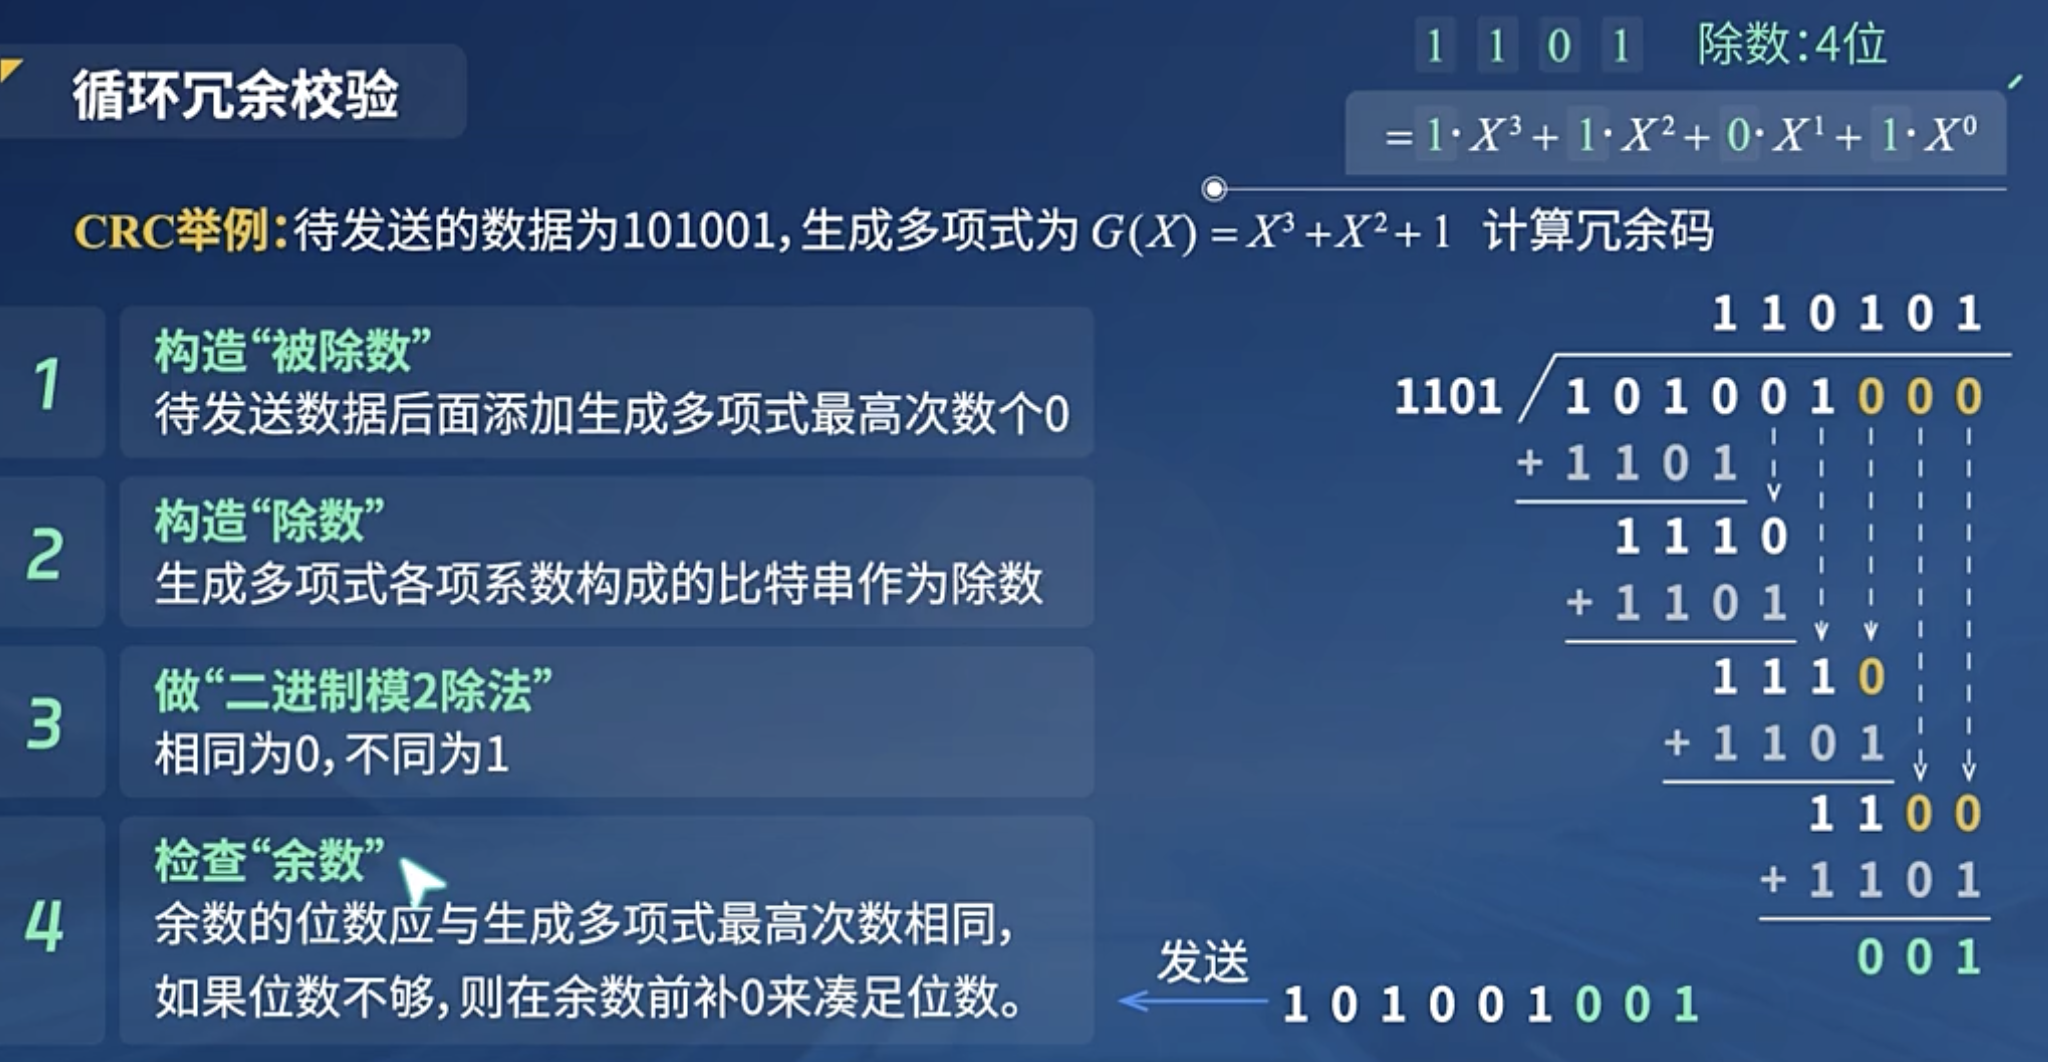 1 1 0 1 除数：4位
循环冗余校验
=1·X³+1·X²+0·X¹+1·X⁰
CRC举例：待发送的数据为101001，生成多项式为 G(X)=X³+X²+1 计算冗余码
1
构造“被除数”
待发送数据后面添加生成多项式最高次数个0
2
构造“除数”
生成多项式各项系数构成的比特串作为除数
3
做“二进制模2除法”
相同为0，不同为1
4
检查“余数”
余数的位数应与生成多项式最高次数相同，
如果位数不够，则在余数前补0来凑足位数。
1 1 0 1 0 1
1101 1 0 1 0 0 1 0 0 0
+ 1 1 0 1
1 1 1 0
+ 1 1 0 1
1 1 1 0
+ 1 1 0 1
1 1 0 0
+ 1 1 0 1
0 0 1
发送
1 0 1 0 0 1 0 0 1